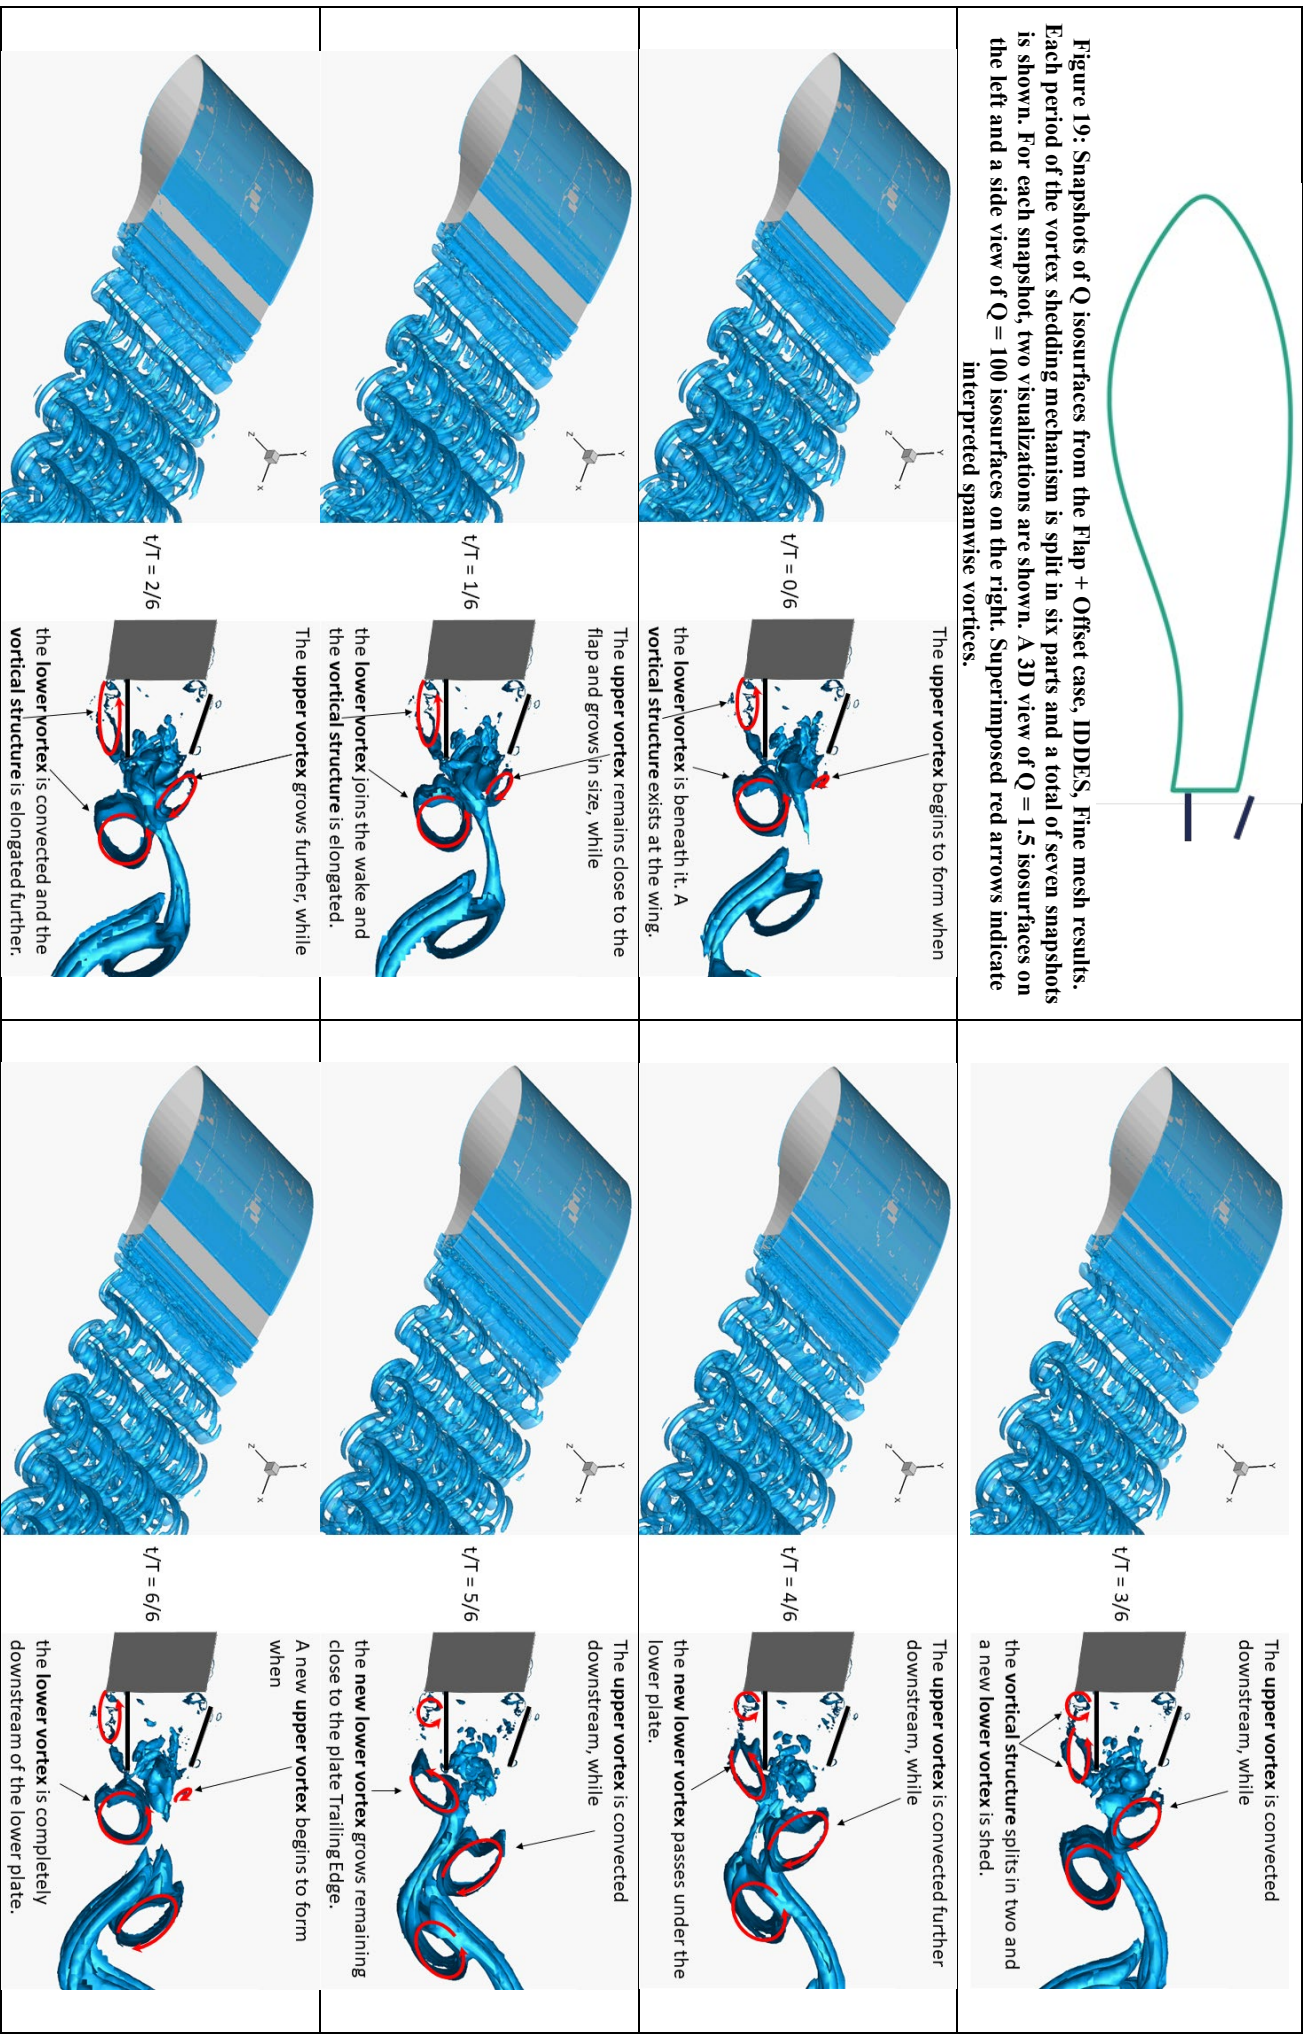 Figure 19: Snapshots of Q isosurfaces from the Flap + Offset case, IDDES, Fine mesh results.
Each period of the vortex shedding mechanism is split in six parts and a total of seven snapshots
is shown. For each snapshot, two visualizations are shown. A 3D view of Q = 1.5 isosurfaces on
the left and a side view of Q = 100 isosurfaces on the right. Superimposed red arrows indicate
interpreted spanwise vortices.
Y
Z
X
t/T = 0/6
The upper vortex begins to form when
the lower vortex is beneath it. A
vortical structure exists at the wing.
Y
Z
X
t/T = 1/6
The upper vortex remains close to the
flap and grows in size, while
the lower vortex joins the wake and
the vortical structure is elongated.
Y
Z
X
t/T = 2/6
The upper vortex grows further, while
the lower vortex is convected and the
vortical structure is elongated further.
Y
Z
X
t/T = 3/6
The upper vortex is convected
downstream, while
the vortical structure splits in two and
a new lower vortex is shed.
Y
Z
X
t/T = 4/6
The upper vortex is convected further
downstream, while
the new lower vortex passes under the
lower plate.
Y
Z
X
t/T = 5/6
The upper vortex is convected
downstream, while
the new lower vortex grows remaining
close to the plate Trailing Edge.
Y
Z
X
t/T = 6/6
A new upper vortex begins to form
when
the lower vortex is completely
downstream of the lower plate.